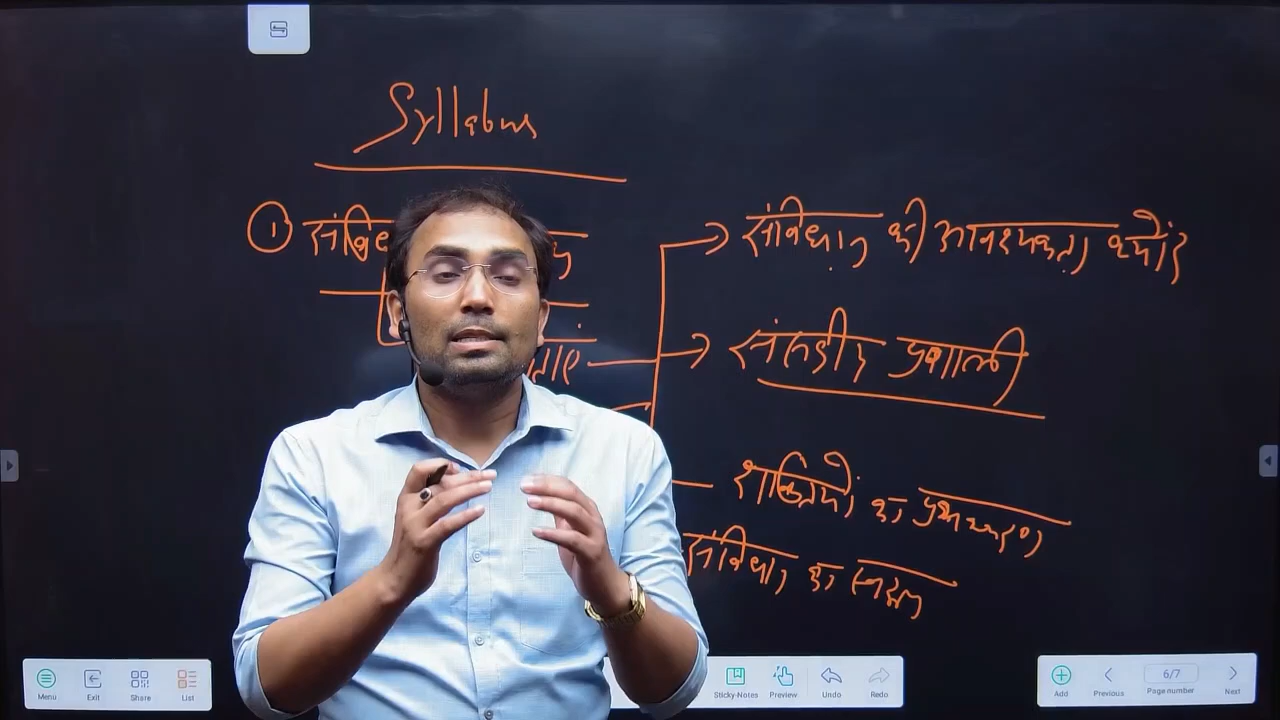 Syllabus
①
संविधान की आवश्यकता क्यों?
संसदीय प्रणाली
शक्तियों का पृथक्करण
संविधान का स्वरूप
Menu
Exit
Share
List
Sticky-Notes
Preview
Undo
Redo
Add
Previous
6/7
Page number
Next